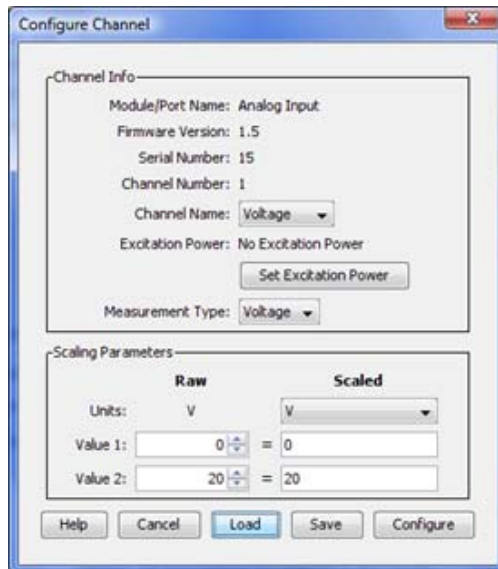 Configure Channel
Channel Info
Module/Port Name: Analog Input
Firmware Version: 1.5
Serial Number: 15
Channel Number: 1
Channel Name: Voltage
Excitation Power: No Excitation Power
Set Excitation Power
Measurement Type: Voltage
Scaling Parameters
Raw Scaled
Units: V V
Value 1: 0 = 0
Value 2: 20 = 20
Help Cancel Load Save Configure